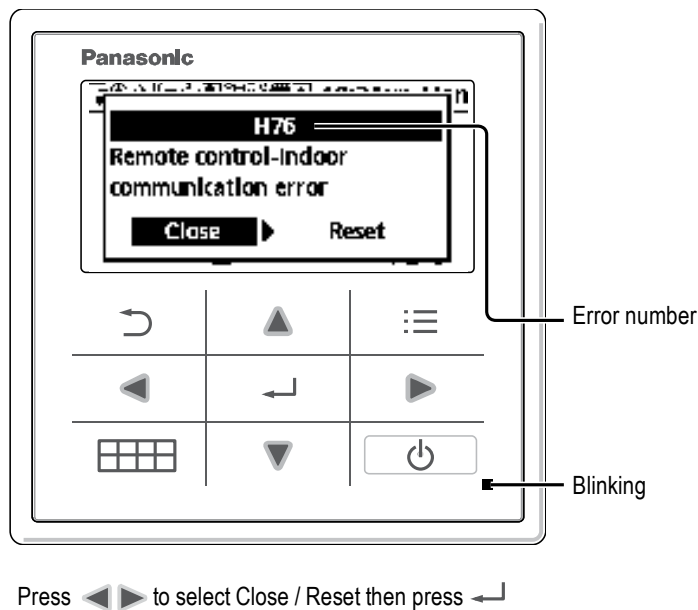 Panasonic
H76
Remote control-indoor
communication error
Close Reset
Error number
Blinking
Press to select Close / Reset then press